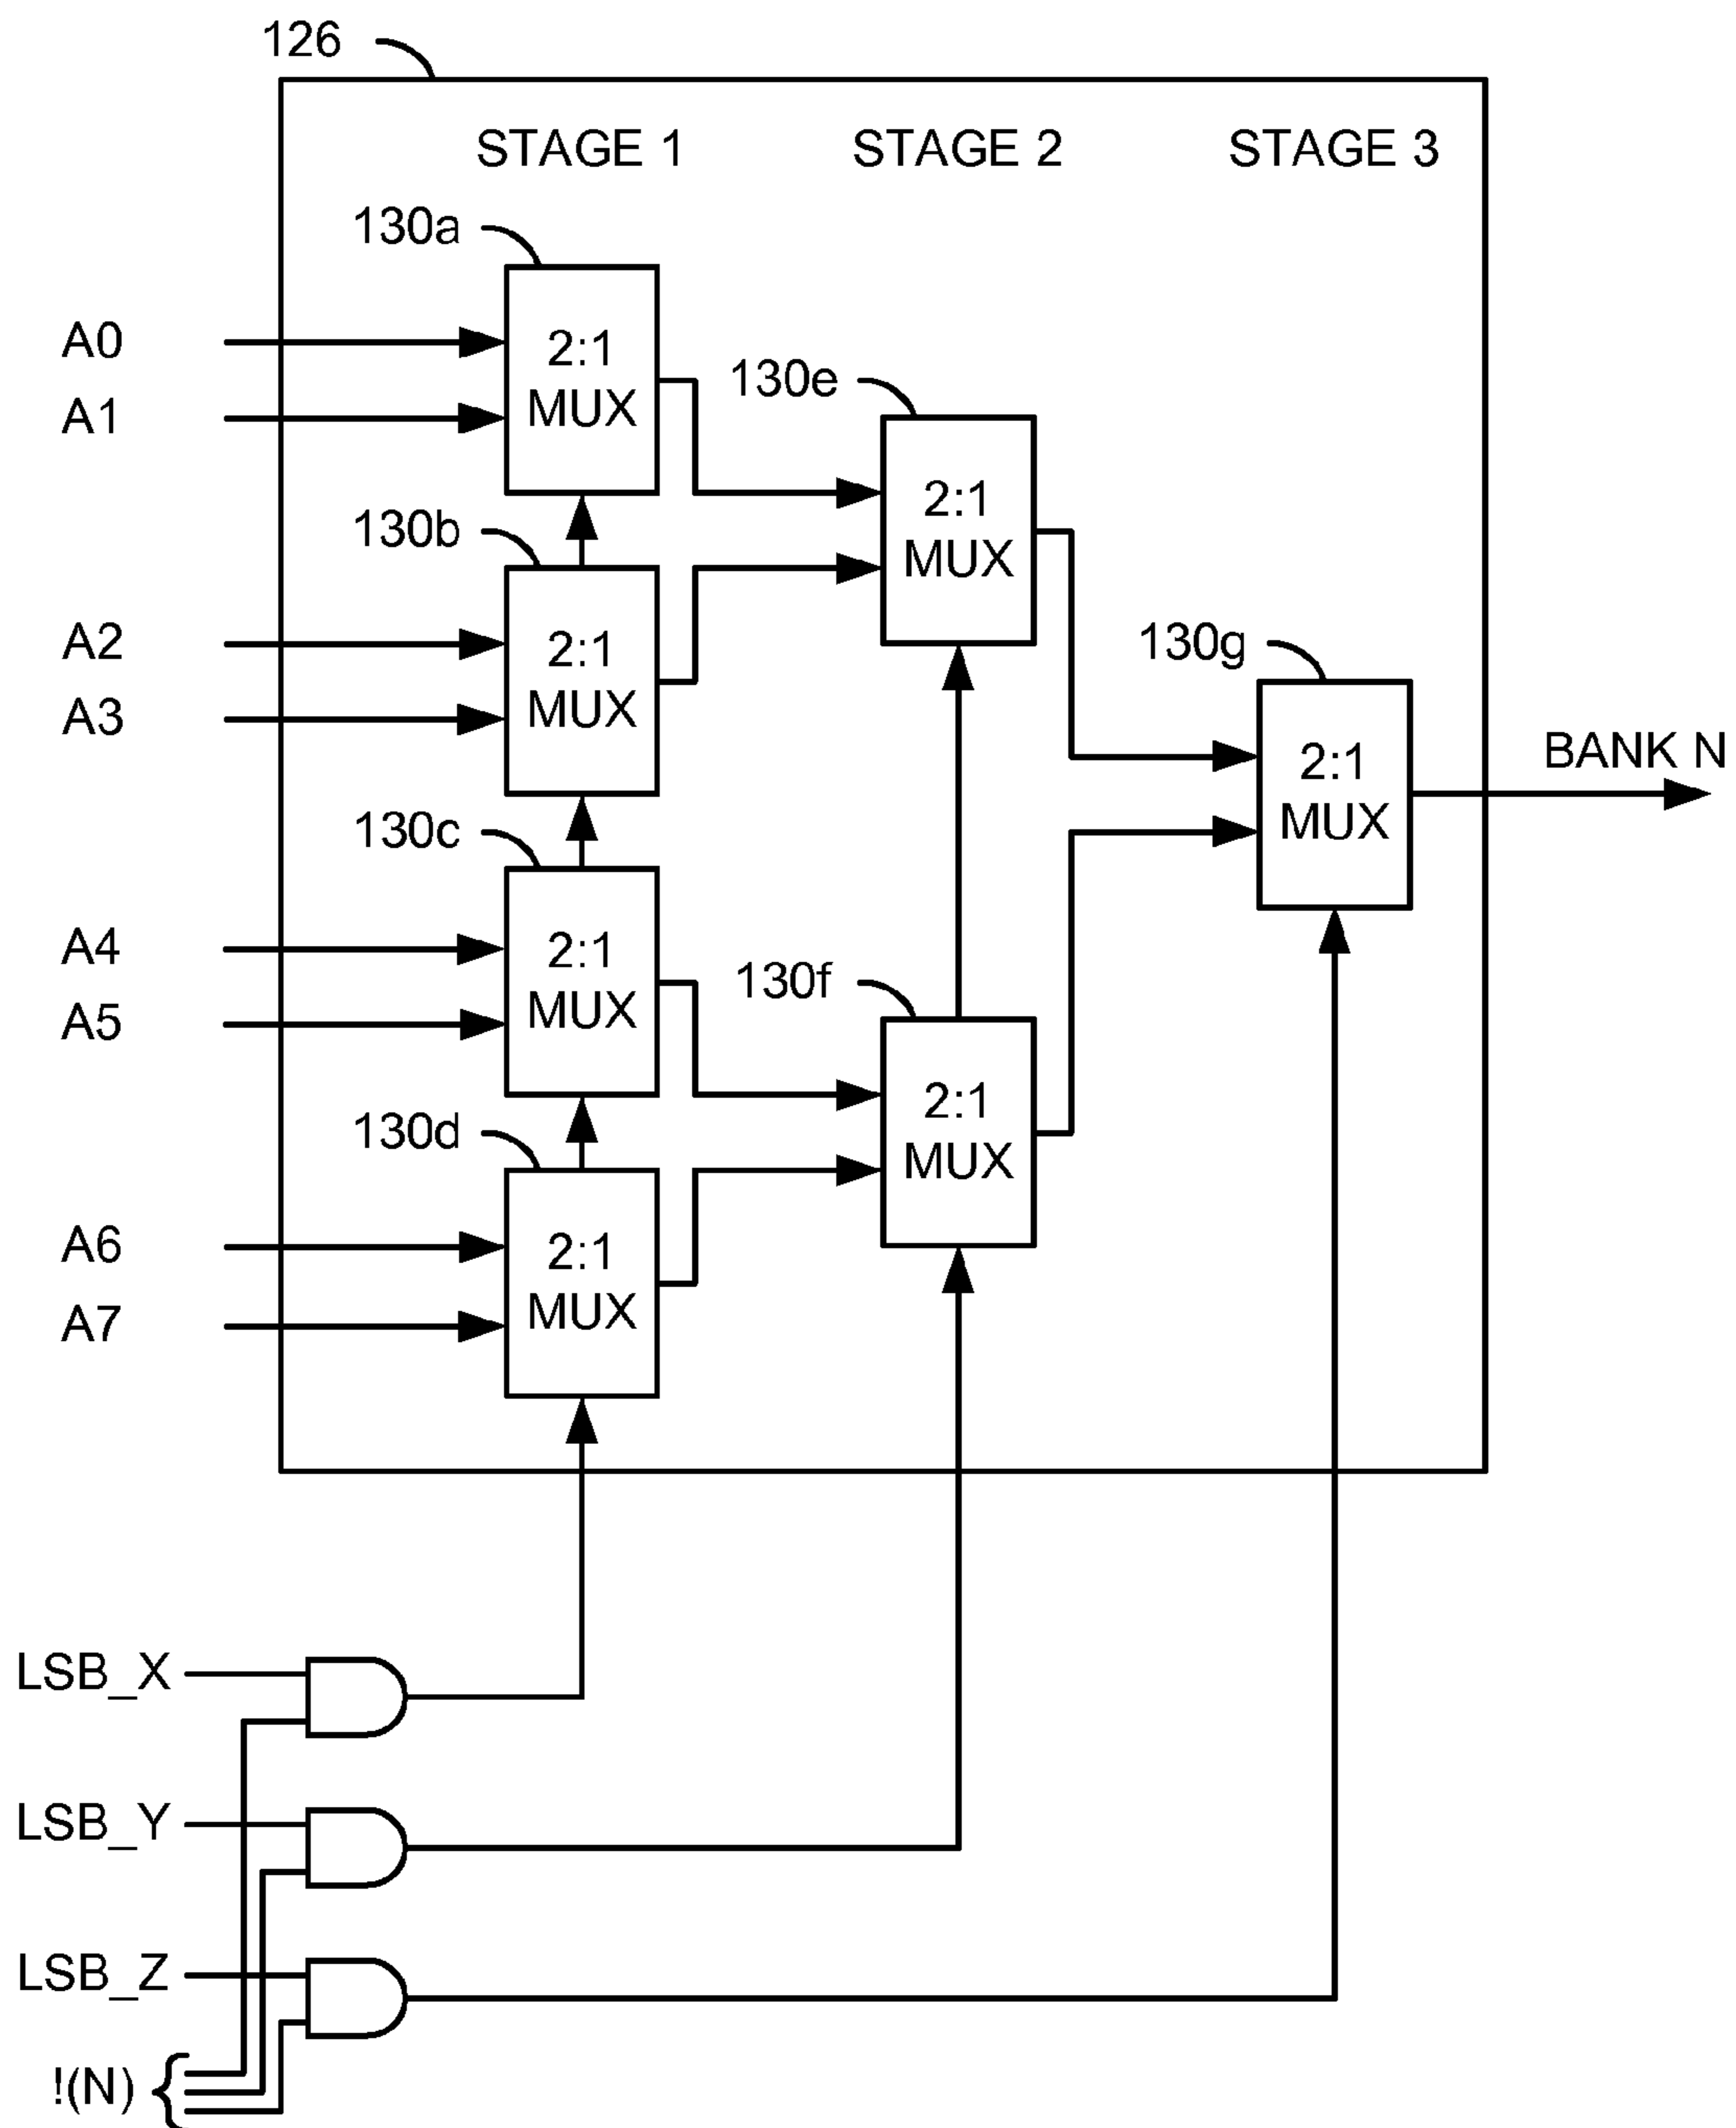 126
STAGE 1 STAGE 2 STAGE 3
130a
A0
A1
2:1
MUX
130e
2:1
MUX
130b
A2
A3
2:1
MUX
130g
2:1
MUX
BANK N
130c
A4
A5
2:1
MUX
130f
2:1
MUX
130d
A6
A7
2:1
MUX
LSB_X
LSB_Y
LSB_Z
!(N) {